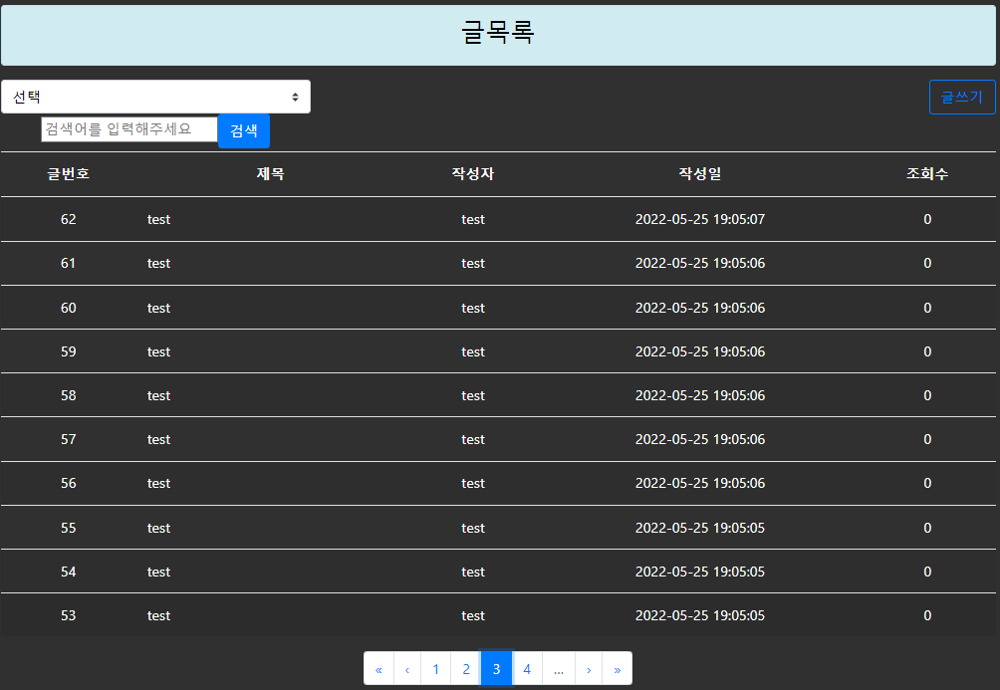 글목록
선택
글쓰기
검색어를 입력해주세요 검색
글번호 제목 작성자 작성일 조회수
62 test test 2022-05-25 19:05:07 0
61 test test 2022-05-25 19:05:06 0
60 test test 2022-05-25 19:05:06 0
59 test test 2022-05-25 19:05:06 0
58 test test 2022-05-25 19:05:06 0
57 test test 2022-05-25 19:05:06 0
56 test test 2022-05-25 19:05:06 0
55 test test 2022-05-25 19:05:05 0
54 test test 2022-05-25 19:05:05 0
53 test test 2022-05-25 19:05:05 0
« ‹ 1 2 3 4 ... › »